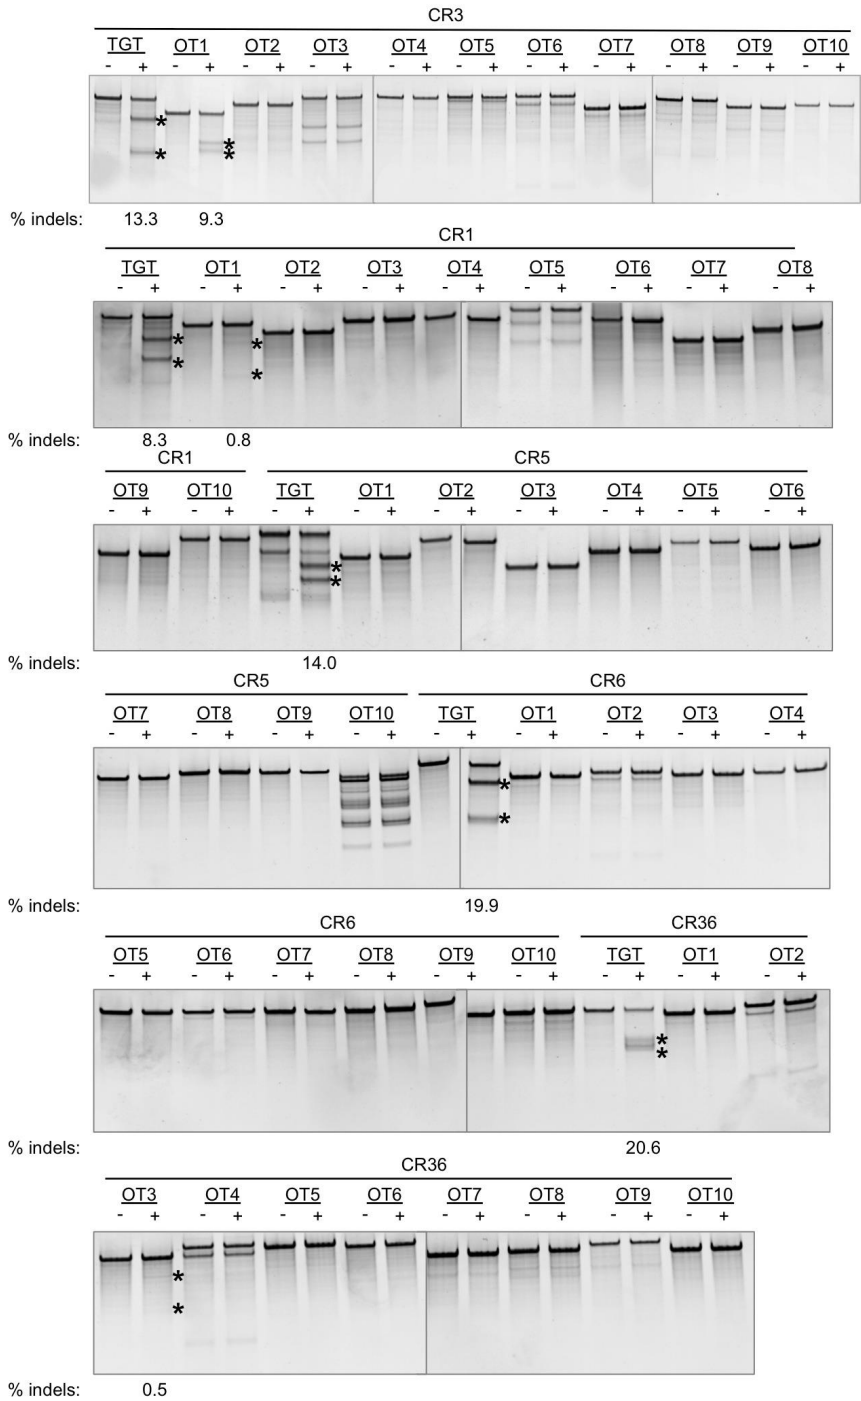 CR3
TGT OT1 OT2 OT3 OT4 OT5 OT6 OT7 OT8 OT9 OT10
- + - + - + - + - + - + - + - + - + - + - +
*
*
*
*
% indels: 13.3 9.3
CR1
TGT OT1 OT2 OT3 OT4 OT5 OT6 OT7 OT8
- + - + - + - + - + - + - + - + - +
*
*
*
*
% indels: 8.3 0.8
CR1 CR5
OT9 OT10 TGT OT1 OT2 OT3 OT4 OT5 OT6
- + - + - + - + - + - + - + - + - +
*
*
% indels: 14.0
CR5 CR6
OT7 OT8 OT9 OT10 TGT OT1 OT2 OT3 OT4
- + - + - + - + - + - + - + - + - +
*
*
% indels: 19.9
CR6 CR36
OT5 OT6 OT7 OT8 OT9 OT10 TGT OT1 OT2
- + - + - + - + - + - + - + - + - +
*
*
% indels: 20.6
CR36
OT3 OT4 OT5 OT6 OT7 OT8 OT9 OT10
- + - + - + - + - + - + - + - +
*
*
% indels: 0.5